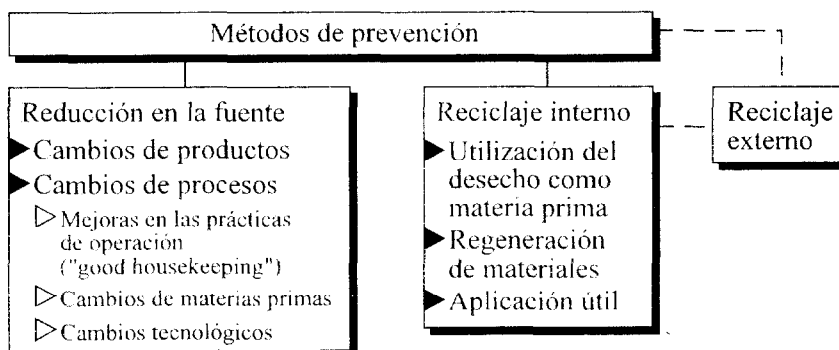 Métodos de prevención
Reducción en la fuente
Cambios de productos
Cambios de procesos
Mejoras en las prácticas
de operación
("good housekeeping")
Cambios de materias primas
Cambios tecnológicos
Reciclaje interno
Utilización del
desecho como
materia prima
Regeneración
de materiales
Aplicación útil
Reciclaje
externo